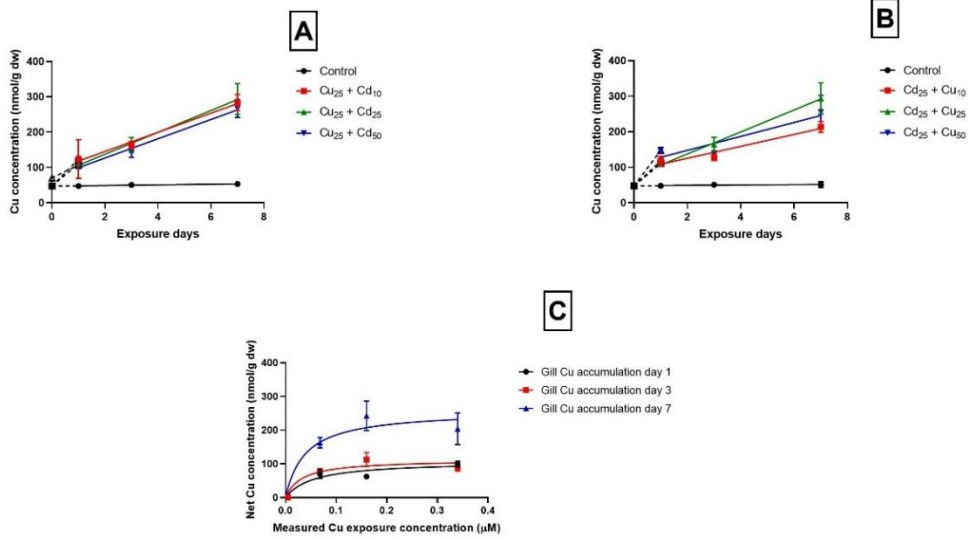 A
Cu concentration (nmol/g dw)
400
300
200
100
0
0 2 4 6 8
Exposure days
Control
Cu25 + Cd10
Cu25 + Cd25
Cu25 + Cd50
B
Cu concentration (nmol/g dw)
400
300
200
100
0
0 2 4 6 8
Exposure days
Control
Cd25 + Cu10
Cd25 + Cu25
Cd25 + Cu50
C
Net Cu concentration (nmol/g dw)
400
300
200
100
0
0.0 0.1 0.2 0.3 0.4
Measured Cu exposure concentration (µM)
Gill Cu accumulation day 1
Gill Cu accumulation day 3
Gill Cu accumulation day 7